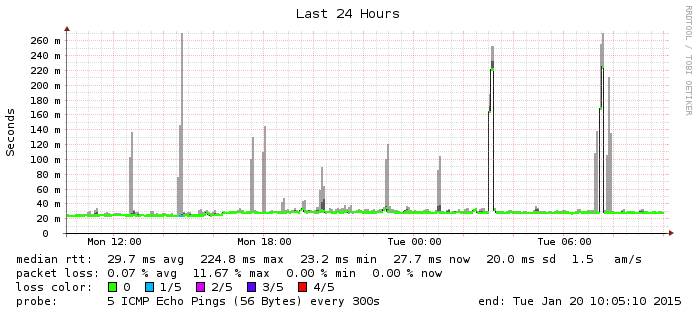 Last 24 Hours
RRDTOOL / TOBI OETIKER
Seconds
260 m
240 m
220 m
200 m
180 m
160 m
140 m
120 m
100 m
80 m
60 m
40 m
20 m
0
Mon 12:00 Mon 18:00 Tue 00:00 Tue 06:00
median rtt: 29.7 ms avg 224.8 ms max 23.2 ms min 27.7 ms now 20.0 ms sd 1.5 am/s
packet loss: 0.07 % avg 11.67 % max 0.00 % min 0.00 % now
loss color: 0 1/5 2/5 3/5 4/5
probe: 5 ICMP Echo Pings (56 Bytes) every 300s end: Tue Jan 20 10:05:10 2015